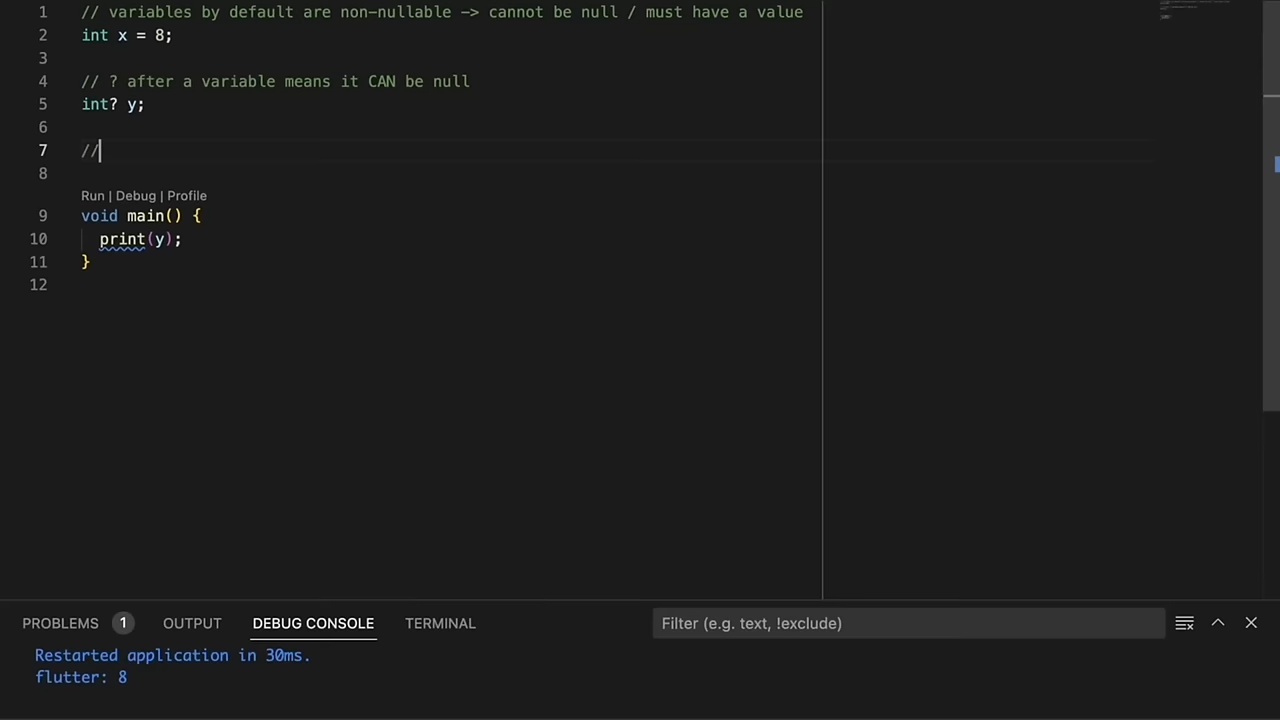 1 // variables by default are non-nullable -> cannot be null / must have a value
2 int x = 8;
3
4 // ? after a variable means it CAN be null
5 int? y;
6
7 //
8
Run | Debug | Profile
9 void main() {
10 print(y);
11 }
12
PROBLEMS 1 OUTPUT DEBUG CONSOLE TERMINAL Filter (e.g. text, !exclude)
Restarted application in 30ms.
flutter: 8